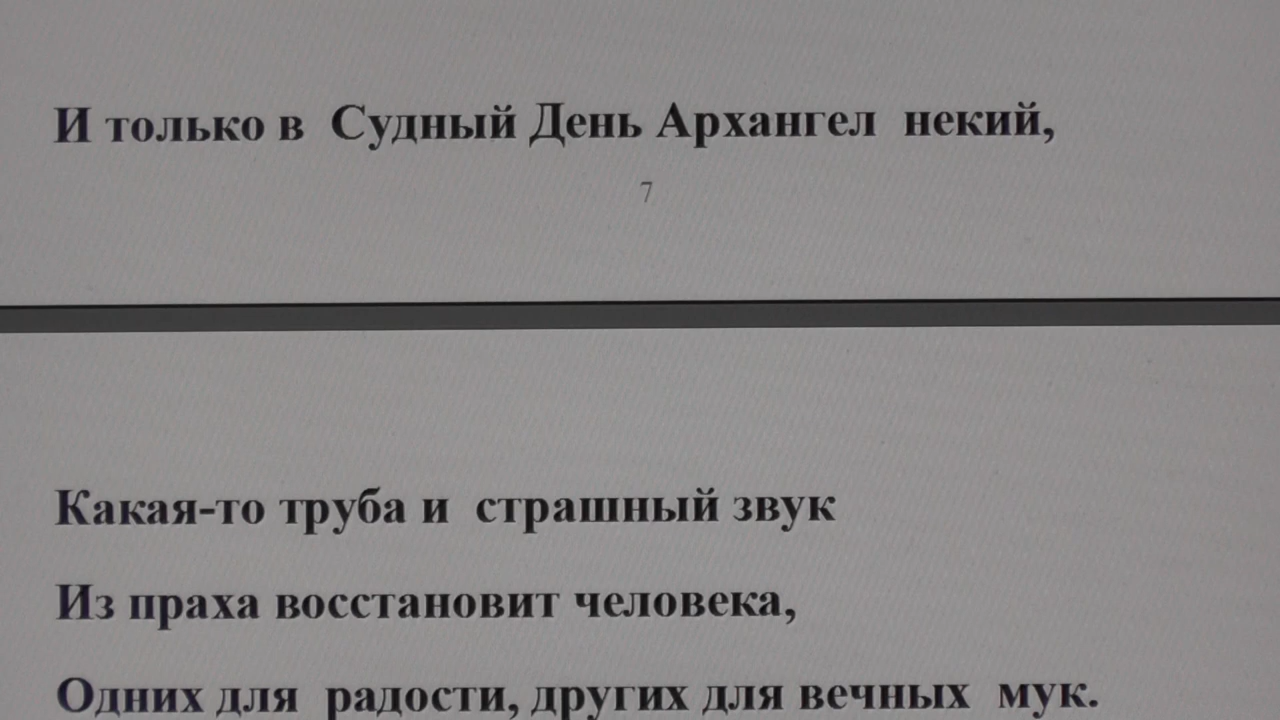 И только в  Судный День Архангел  некий,
7
Какая-то труба и  страшный звук
Из праха восстановит человека,
Одних для  радости, других для вечных  мук.